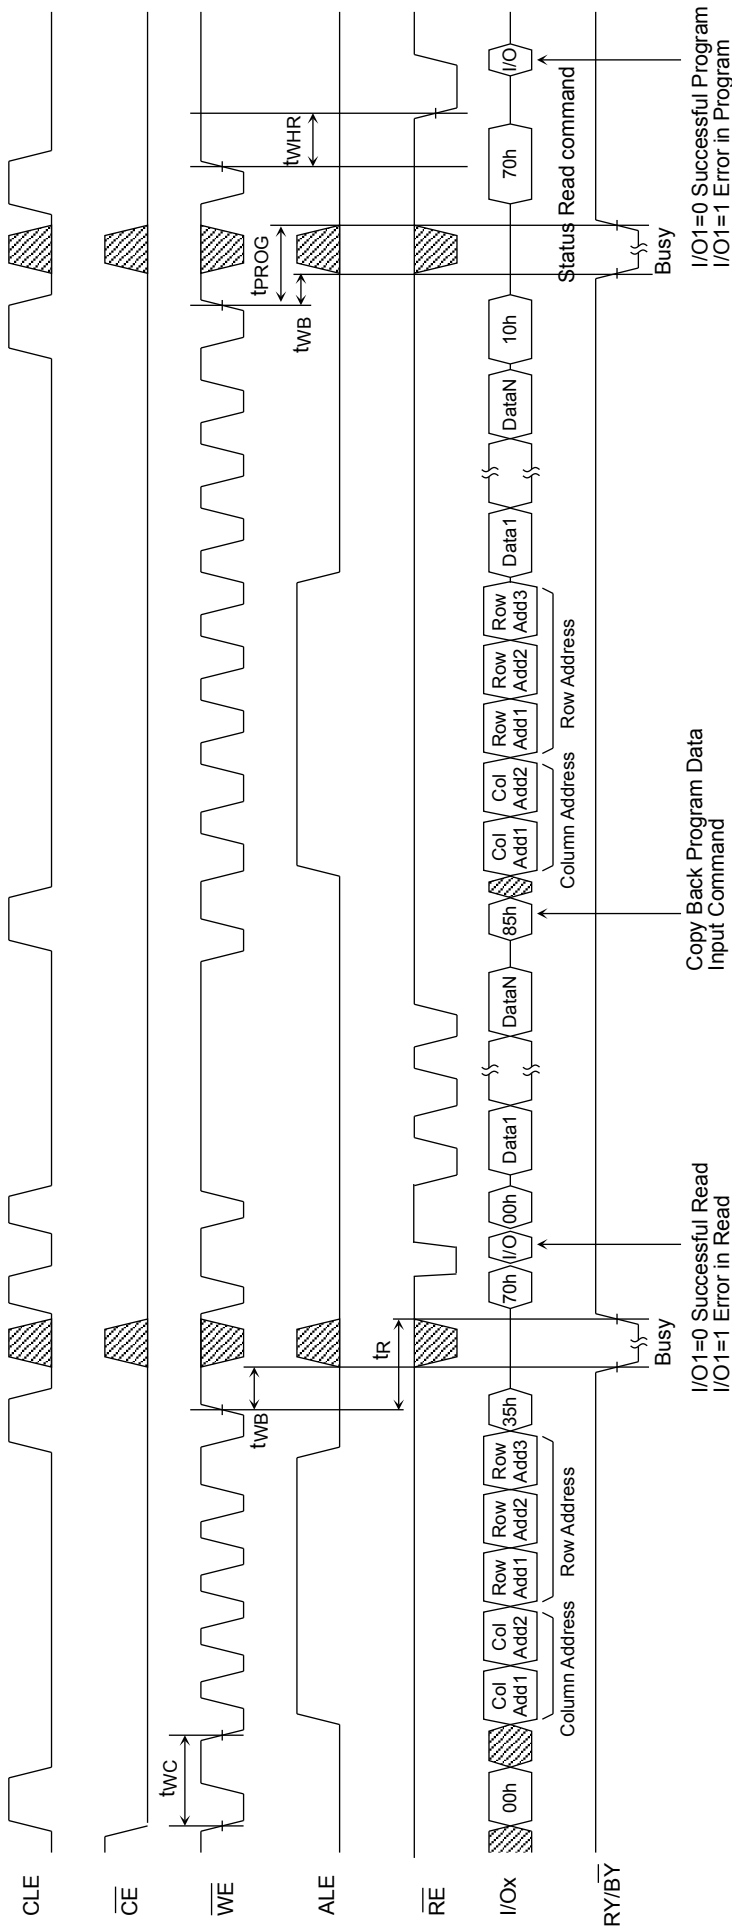 CLE
CE
WE
tWC
tWB
tPROG
tWB
tWHR
ALE
tR
RE
I/Ox
00h
Col Add1
Col Add2
Row Add1
Row Add2
Row Add3
35h
70h
I/O
00h
Data1
DataN
85h
Col Add1
Col Add2
Row Add1
Row Add2
Row Add3
Data1
DataN
10h
70h
I/O
Column Address
Row Address
Column Address
Row Address
Status Read command
RY/BY
Busy
Busy
I/O1=0 Successful Read
I/O1=1 Error in Read
Copy Back Program Data
Input Command
I/O1=0 Successful Program
I/O1=1 Error in Program